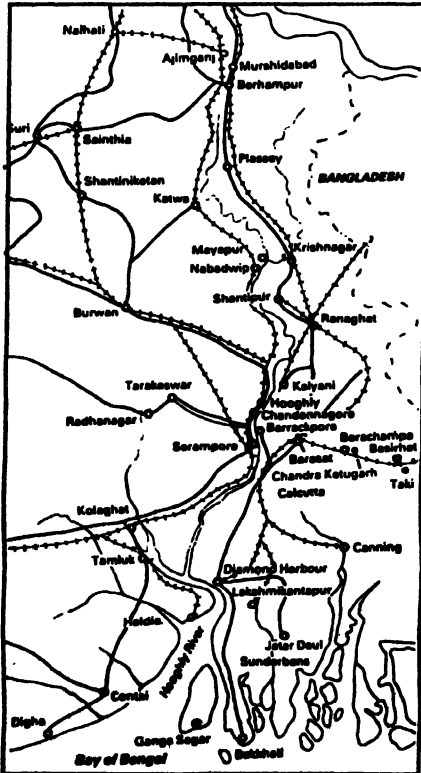 Nalhati
Ajimganj
Murshidabad
Berhampur
Suri
Sainthia
Plassey
Shantiniketan
BANGLADESH
Katwa
Mayapur
Krishnagar
Nabadwip
Shantipur
Burwan
Ranaghat
Tarakeswar
Kalyani
Hooghly
Radhanagar
Chandannagore
Barrackpore
Serampore
Barachampa
Barasat
Basirhat
Chandra Ketugarh
Taki
Calcutta
Kolaghat
Canning
Tamluk
Diamond Harbour
Lakshmikantapur
Haldia
Hooghly River
Jatar Deul
Sunderbans
Contai
Digha
Ganga Sagar
Bakkhali
Bay of Bengal